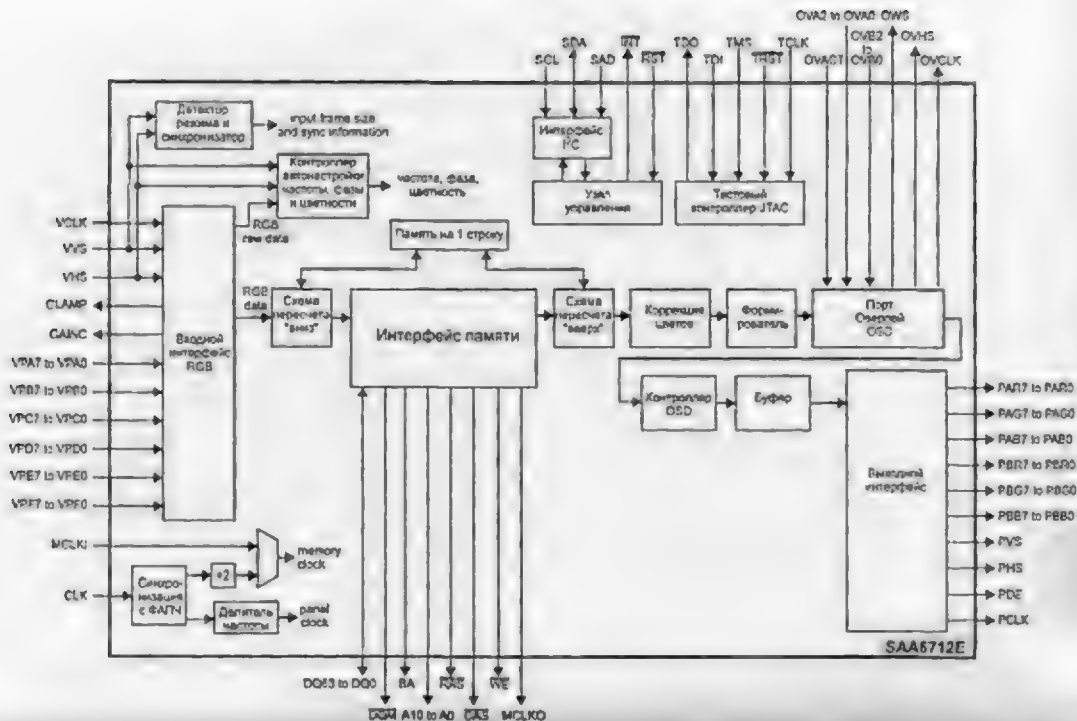 OVA2 to OVA0 OWS
OVB2
to
OVB0
OVHS
OVACT
OVCLK
SDA
SCL
SAD
INT
RST
TDO
TDI
TMS
TRST
TCLK
Детектор
режима и
синхронизатор
input frame size
and sync information
Контроллер
автонастройки
частоты, фазы
и цветности
частота, фаза,
цветность
Интерфейс
I²C
Узел
управления
Тестовый
контроллер JTAC
VCLK
VVS
VHS
CLAMP
GAINC
VPA7 to VPA0
VPB7 to VPB0
VPC7 to VPC0
VPD7 to VPD0
VPE7 to VPE0
VPF7 to VPF0
MCLKI
CLK
Входной
интерфейс
RGB
RGB
raw data
RGB
data
Память на 1 строку
Схема
пересчета
"вниз"
Интерфейс памяти
Схема
пересчета
"вверх"
Коррекция
цветов
Форми-
рователь
Порт
Оверлей
OSD
Контроллер
OSD
Буфер
Выходной
интерфейс
PAR7 to PAR0
PAG7 to PAG0
PAB7 to PAB0
PBR7 to PBR0
PBG7 to PBG0
PBB7 to PBB0
PVS
PHS
PDE
PCLK
memory
clock
Синхро-
низация
с ФАПЧ
÷2
Делитель
частоты
panel
clock
SAA6712E
DQ63 to DQ0
BA
RAS
WE
DQM
A10 to A0
CAS
MCLKO